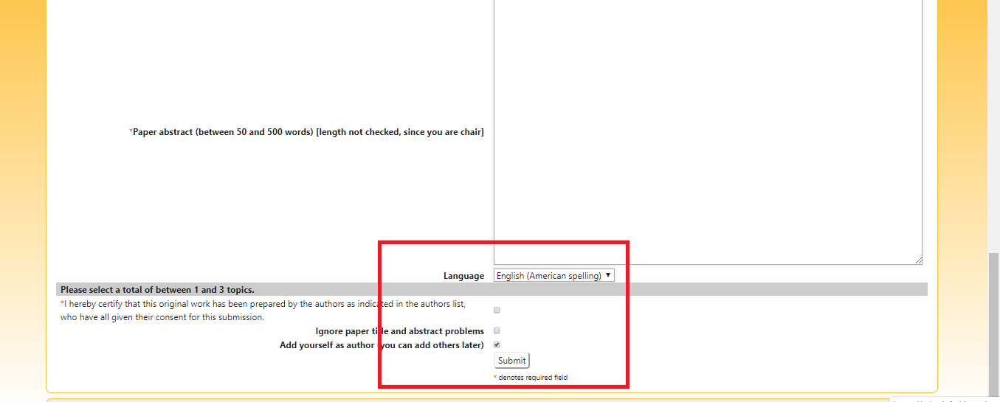 *Paper abstract (between 50 and 500 words) [length not checked, since you are chair]
Language English (American spelling)
Please select a total of between 1 and 3 topics.
*I hereby certify that this original work has been prepared by the authors as indicated in the authors list,
who have all given their consent for this submission.
Ignore paper title and abstract problems
Add yourself as author (you can add others later)
Submit
* denotes required field